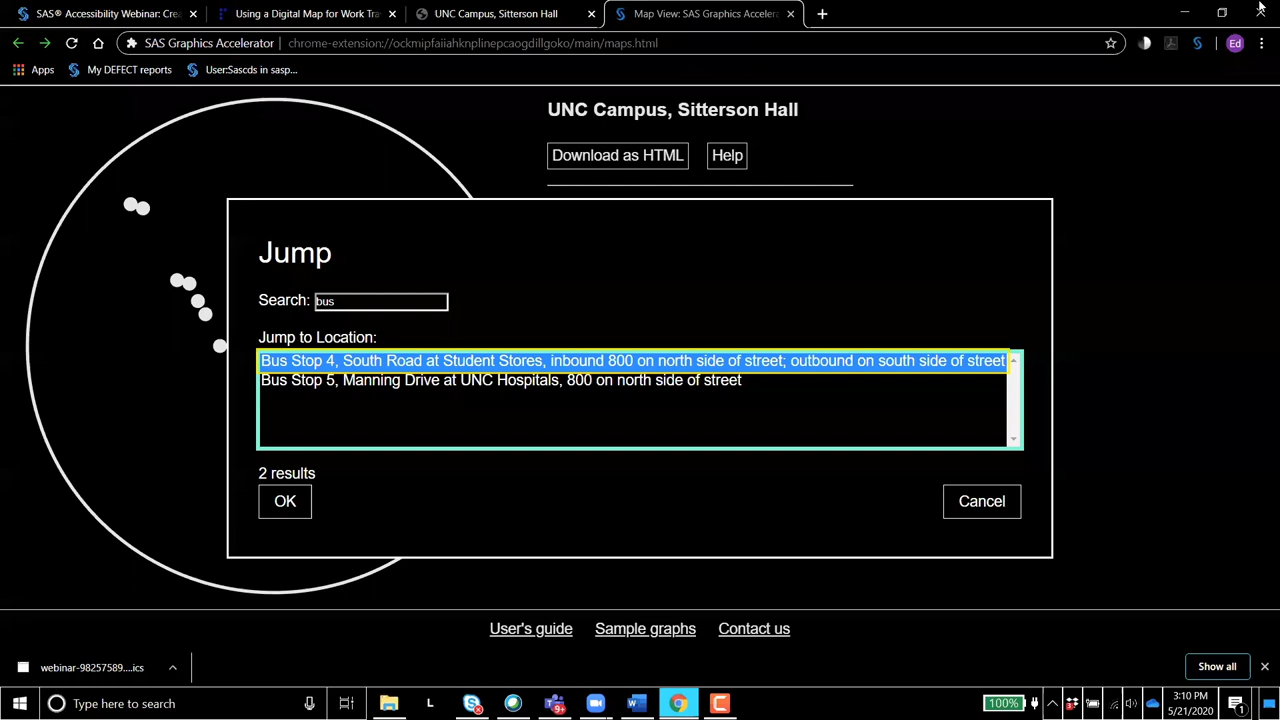 SAS® Accessibility Webinar: Cre
Using a Digital Map for Work Tra
UNC Campus, Sitterson Hall
Map View: SAS Graphics Accelera
SAS Graphics Accelerator
chrome-extension://ockmipfaiiahknplinepcaogdillgoko/main/maps.html
Ed
Apps
My DEFECT reports
User:Sascds in sasp...
UNC Campus, Sitterson Hall
Download as HTML
Help
Jump
Search: bus
Jump to Location:
Bus Stop 4, South Road at Student Stores, inbound 800 on north side of street; outbound on south side of street
Bus Stop 5, Manning Drive at UNC Hospitals, 800 on north side of street
2 results
OK
Cancel
User's guide
Sample graphs
Contact us
webinar-98257589....ics
Show all
Type here to search
L
9+
100%
3:10 PM
5/21/2020
1